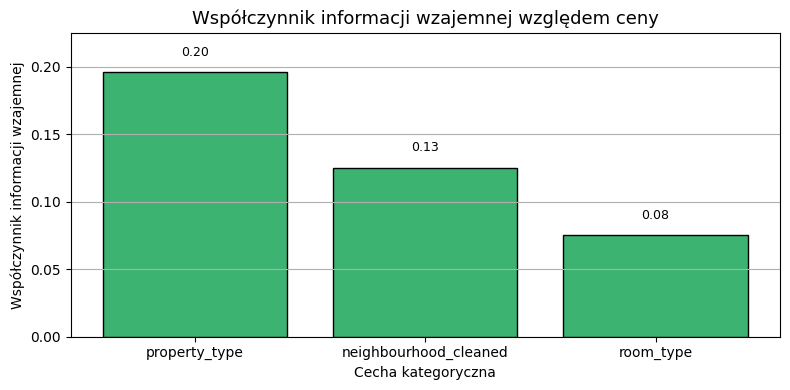 Współczynnik informacji wzajemnej względem ceny
Współczynnik informacji wzajemnej
0.20
0.15
0.10
0.05
0.00
0.20
0.13
0.08
property_type
neighbourhood_cleaned
room_type
Cecha kategoryczna